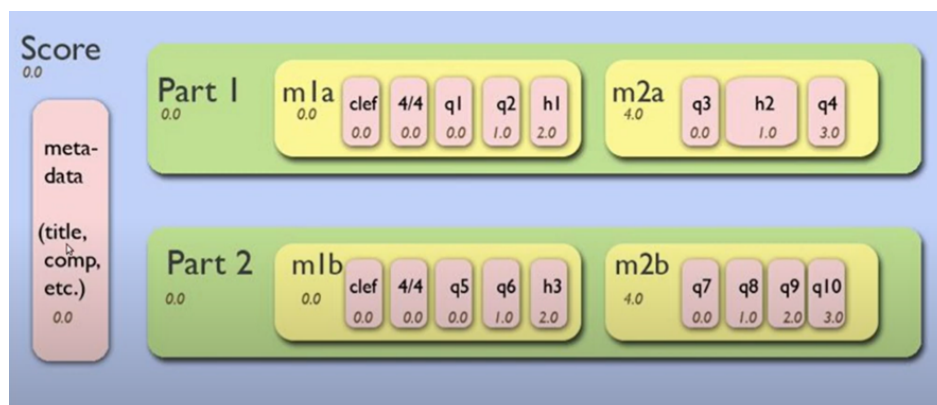 Score
0.0
meta-
data
(title,
comp,
etc.)
0.0
Part 1
0.0
m1a
0.0
clef
0.0
4/4
0.0
q1
0.0
q2
1.0
h1
2.0
m2a
4.0
q3
0.0
h2
1.0
q4
3.0
Part 2
0.0
m1b
0.0
clef
0.0
4/4
0.0
q5
0.0
q6
1.0
h3
2.0
m2b
4.0
q7
0.0
q8
1.0
q9
2.0
q10
3.0